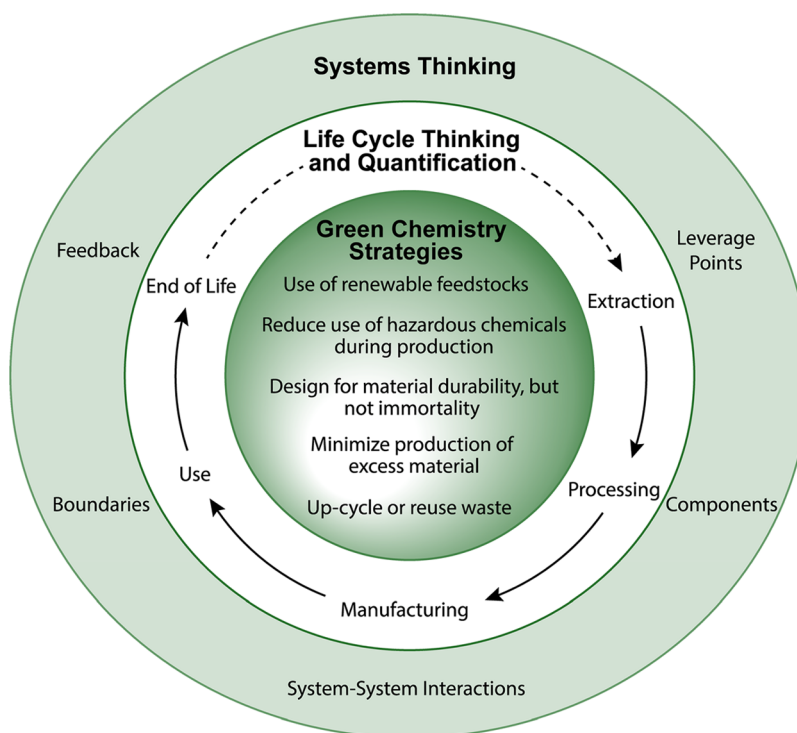 Systems Thinking
Life Cycle Thinking
and Quantification
Green Chemistry
Strategies
Use of renewable feedstocks
Reduce use of hazardous chemicals
during production
Design for material durability, but
not immortality
Minimize production of
excess material
Up-cycle or reuse waste
Extraction
Processing
Manufacturing
Use
End of Life
Leverage
Points
Components
System-System Interactions
Boundaries
Feedback